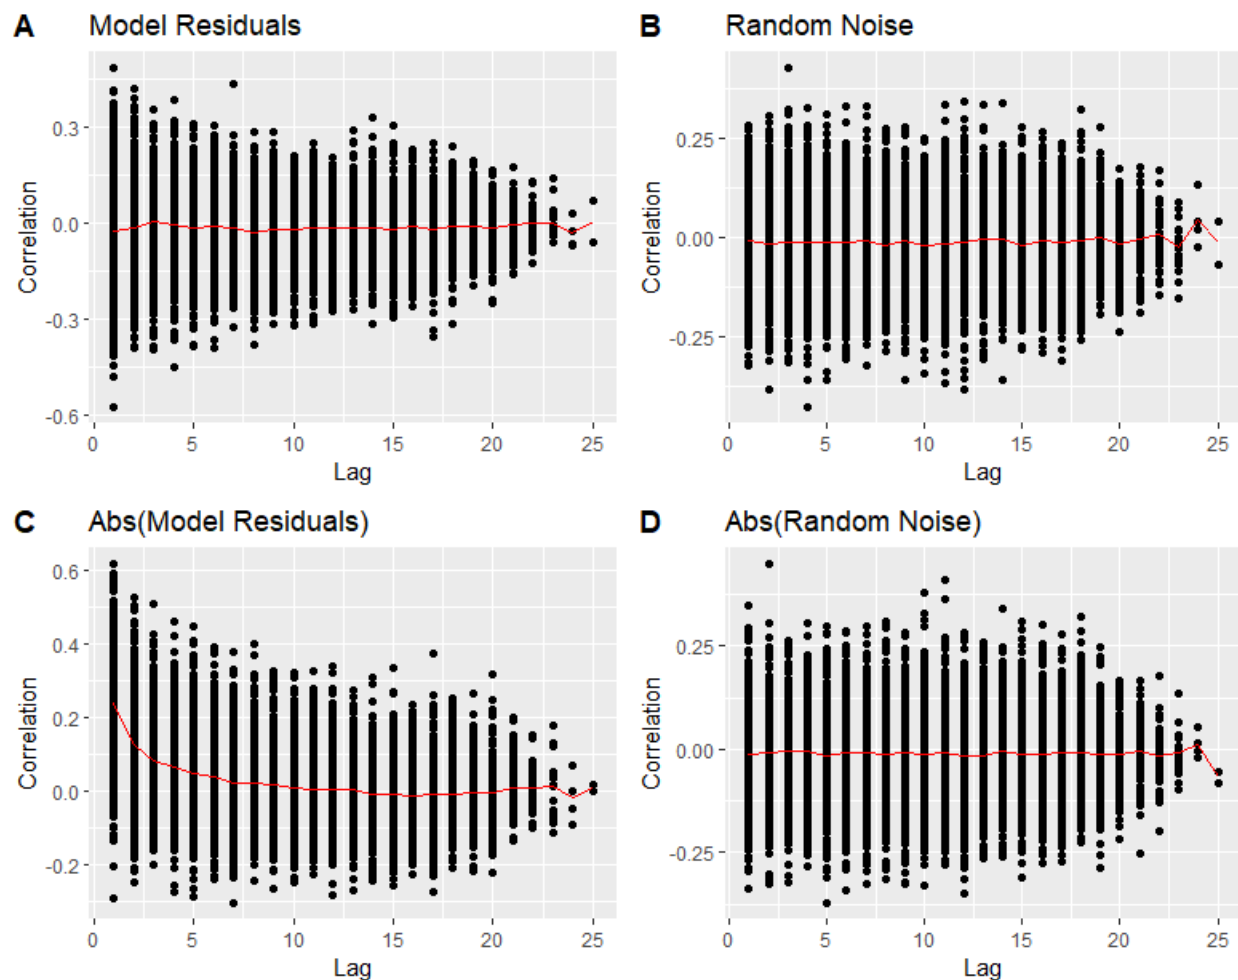 A Model Residuals
0.3
0.0
-0.3
-0.6
Correlation
0 5 10 15 20 25
Lag
B Random Noise
0.25
0.00
-0.25
Correlation
0 5 10 15 20 25
Lag
C Abs(Model Residuals)
0.6
0.4
0.2
0.0
-0.2
Correlation
0 5 10 15 20 25
Lag
D Abs(Random Noise)
0.25
0.00
-0.25
Correlation
0 5 10 15 20 25
Lag